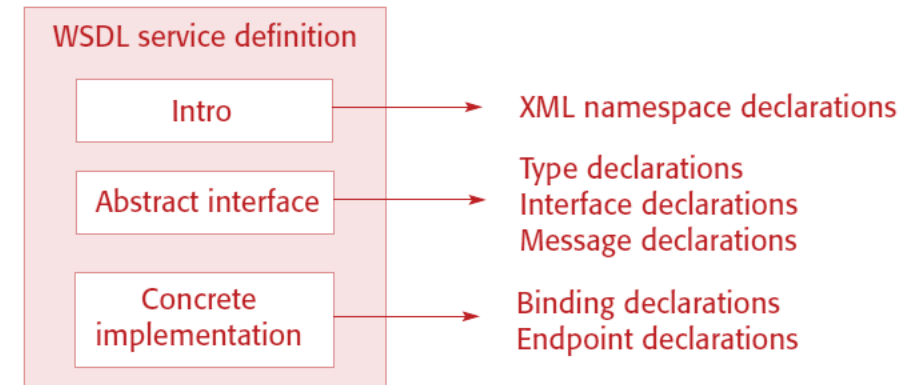 WSDL service definition
Intro
XML namespace declarations
Abstract interface
Type declarations
Interface declarations
Message declarations
Concrete
implementation
Binding declarations
Endpoint declarations